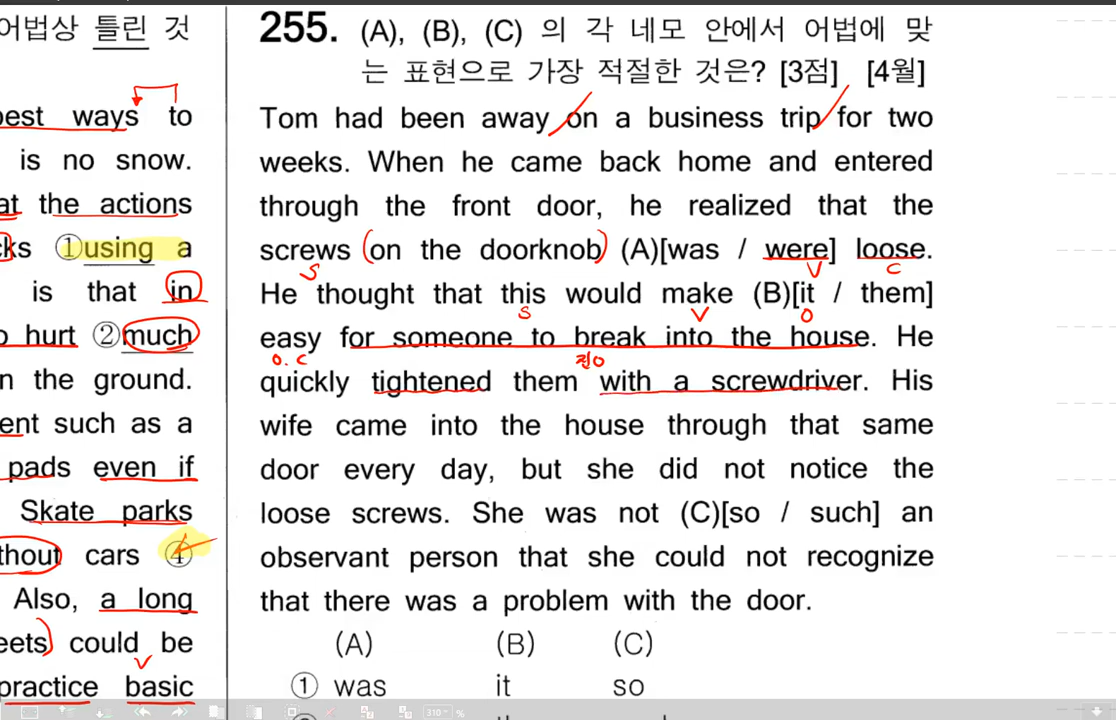 어법상 틀린 것
best ways to
is no snow.
at the actions
cks ①using a
is that in
o hurt ②much
n the ground.
ent such as a
pads even if
Skate parks
thout cars ④
Also, a long
eets) could be
V
practice basic
255. (A), (B), (C) 의 각 네모 안에서 어법에 맞
는 표현으로 가장 적절한 것은? [3점] [4월]
Tom had been away on a business trip for two
weeks. When he came back home and entered
through the front door, he realized that the
screws (on the doorknob) (A)[was / were] loose.
S V C
He thought that this would make (B)[it / them]
S V O
easy for someone to break into the house. He
O.C 진O
quickly tightened them with a screwdriver. His
wife came into the house through that same
door every day, but she did not notice the
loose screws. She was not (C)[so / such] an
observant person that she could not recognize
that there was a problem with the door.
(A) (B) (C)
① was it so
310 %